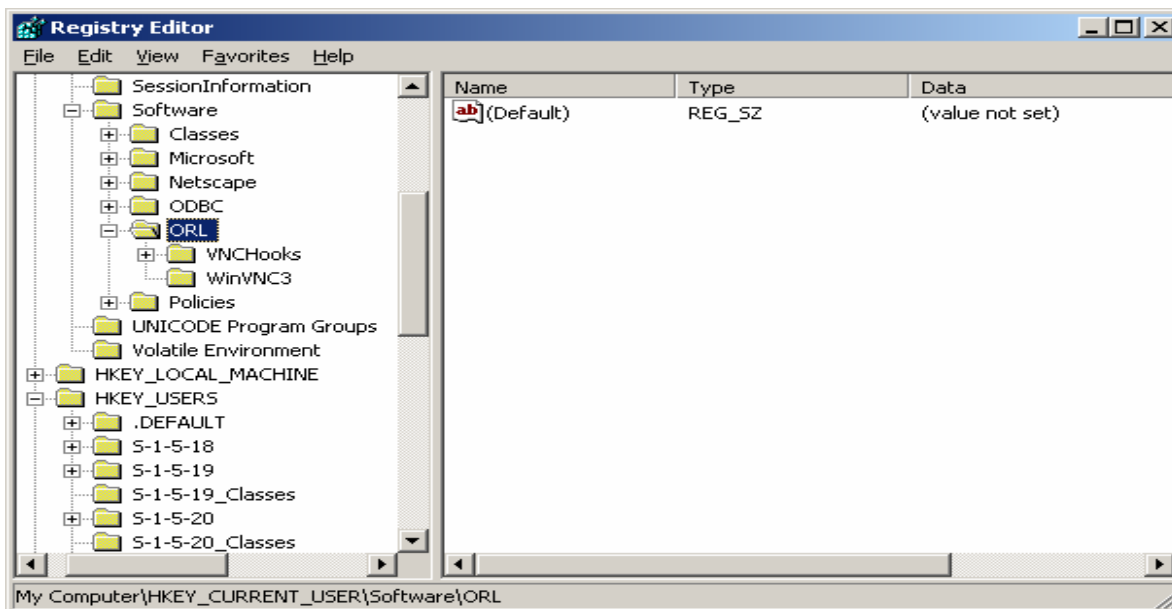 Registry Editor
File Edit View Favorites Help
SessionInformation
Software
Classes
Microsoft
Netscape
ODBC
ORL
VNCHooks
WinVNC3
Policies
UNICODE Program Groups
Volatile Environment
HKEY_LOCAL_MACHINE
HKEY_USERS
.DEFAULT
S-1-5-18
S-1-5-19
S-1-5-19_Classes
S-1-5-20
S-1-5-20_Classes
Name Type Data
ab (Default) REG_SZ (value not set)
My Computer\HKEY_CURRENT_USER\Software\ORL